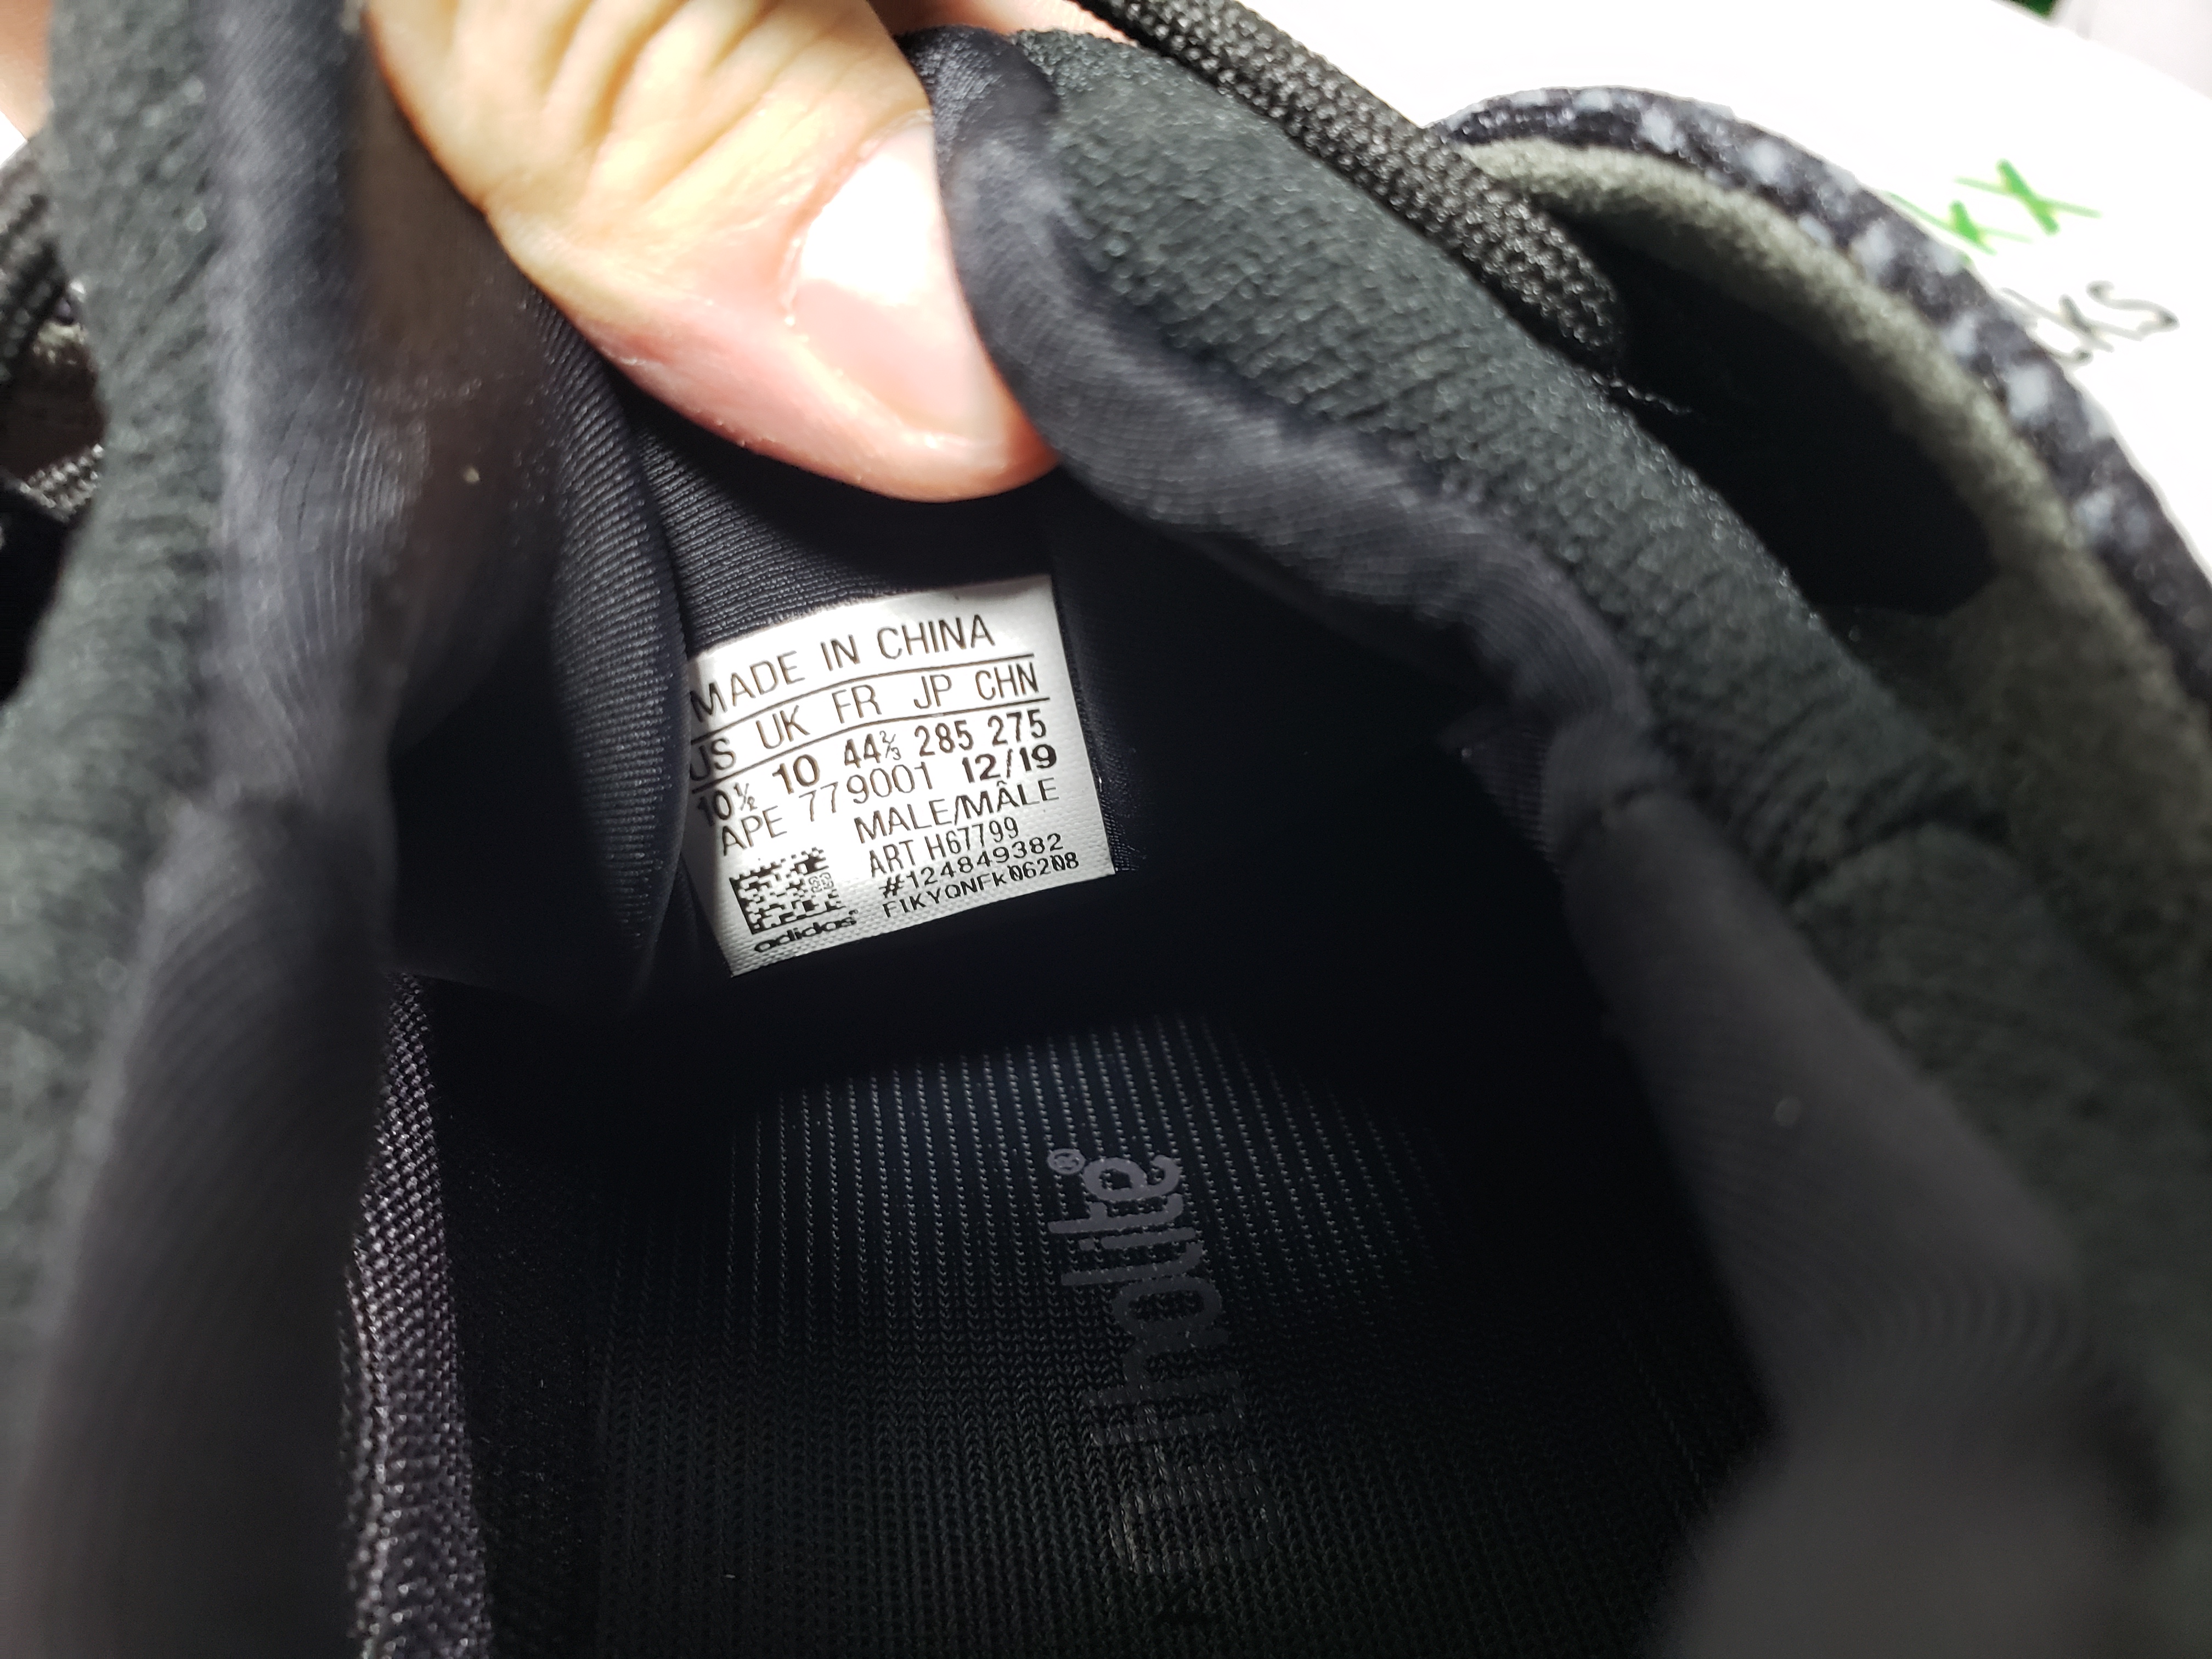 MADE IN CHINA
US UK FR JP CHN
10½ 10 44⅔ 285 275
APE 779001 12/19
MALE/MÂLE
ART H67799
#124849382
adidas
Ortholite®